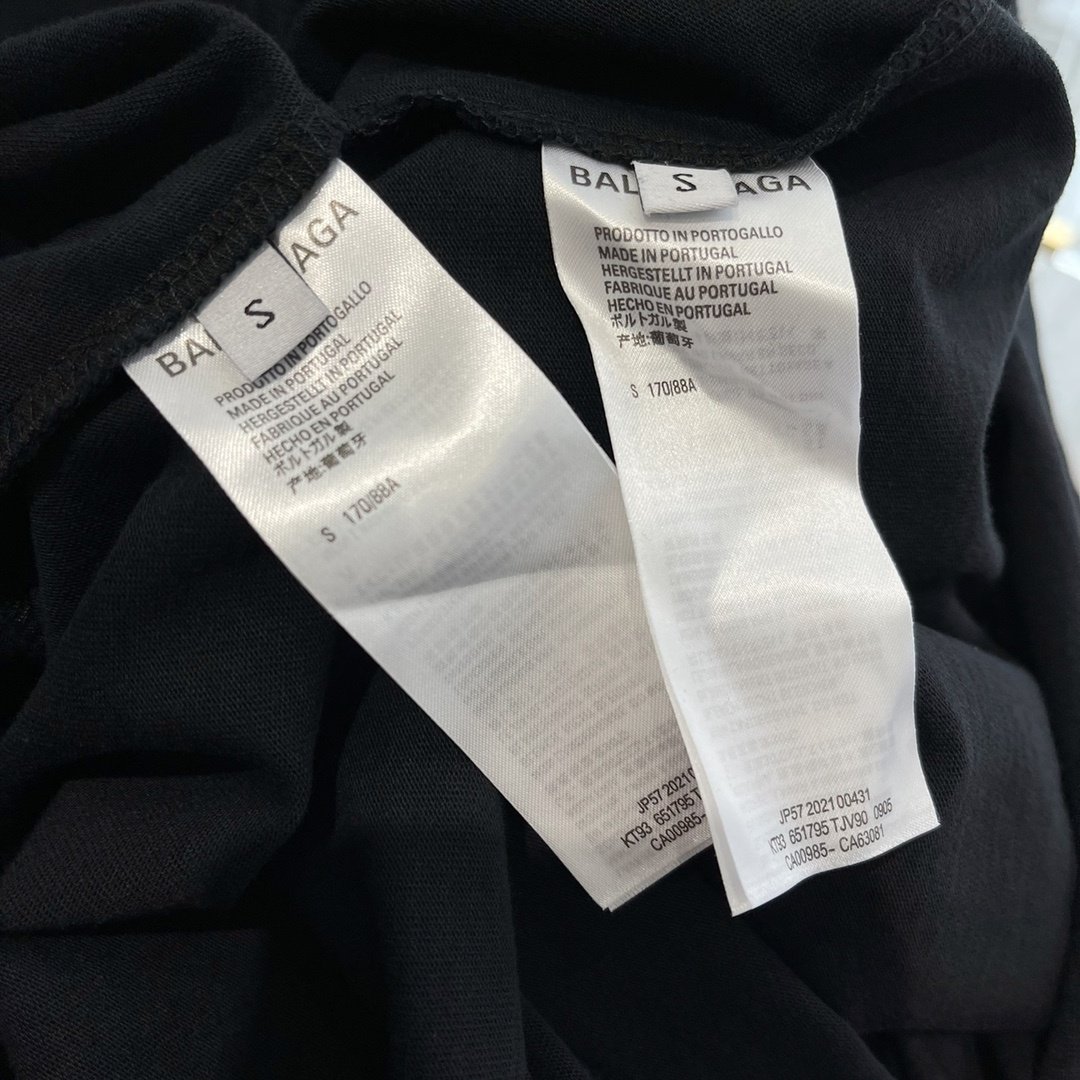 BAL AGA
S
PRODOTTO IN PORTOGALLO
MADE IN PORTUGAL
HERGESTELLT IN PORTUGAL
FABRIQUE AU PORTUGAL
HECHO EN PORTUGAL
ポルトガル製
产地:葡萄牙
S 170/88A
JP57 2021 00
KT93 651795 T
CA00985-
BAL AGA
S
PRODOTTO IN PORTOGALLO
MADE IN PORTUGAL
HERGESTELLT IN PORTUGAL
FABRIQUE AU PORTUGAL
HECHO EN PORTUGAL
ポルトガル製
产地:葡萄牙
S 170/88A
JP57 2021 00431
KT93 651795 TJV90 0905
CA00985- CA63081